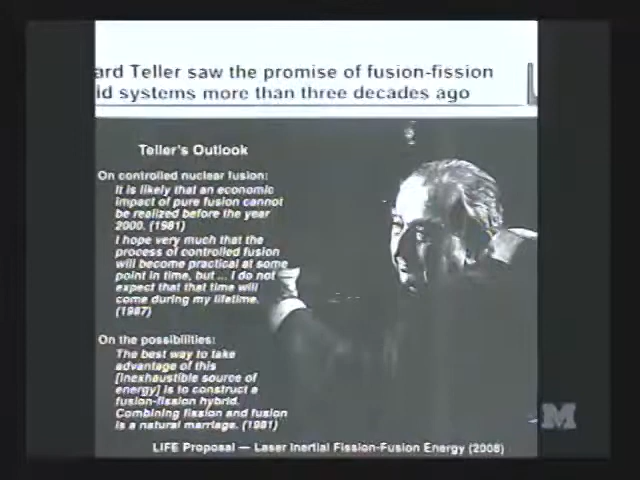 ard Teller saw the promise of fusion-fission
id systems more than three decades ago
L
Teller's Outlook
On controlled nuclear fusion:
It is likely that an economic
impact of pure fusion cannot
be realized before the year
2000. (1981)
I hope very much that the
process of controlled fusion
will become practical at some
point in time, but ... I do not
expect that that time will
come during my lifetime.
(1987)
On the possibilities:
The best way to take
advantage of this
[inexhaustible source of
energy] is to construct a
fusion-fission hybrid.
Combining fission and fusion
is a natural marriage. (1981)
M
LIFE Proposal — Laser Inertial Fission-Fusion Energy (2008)